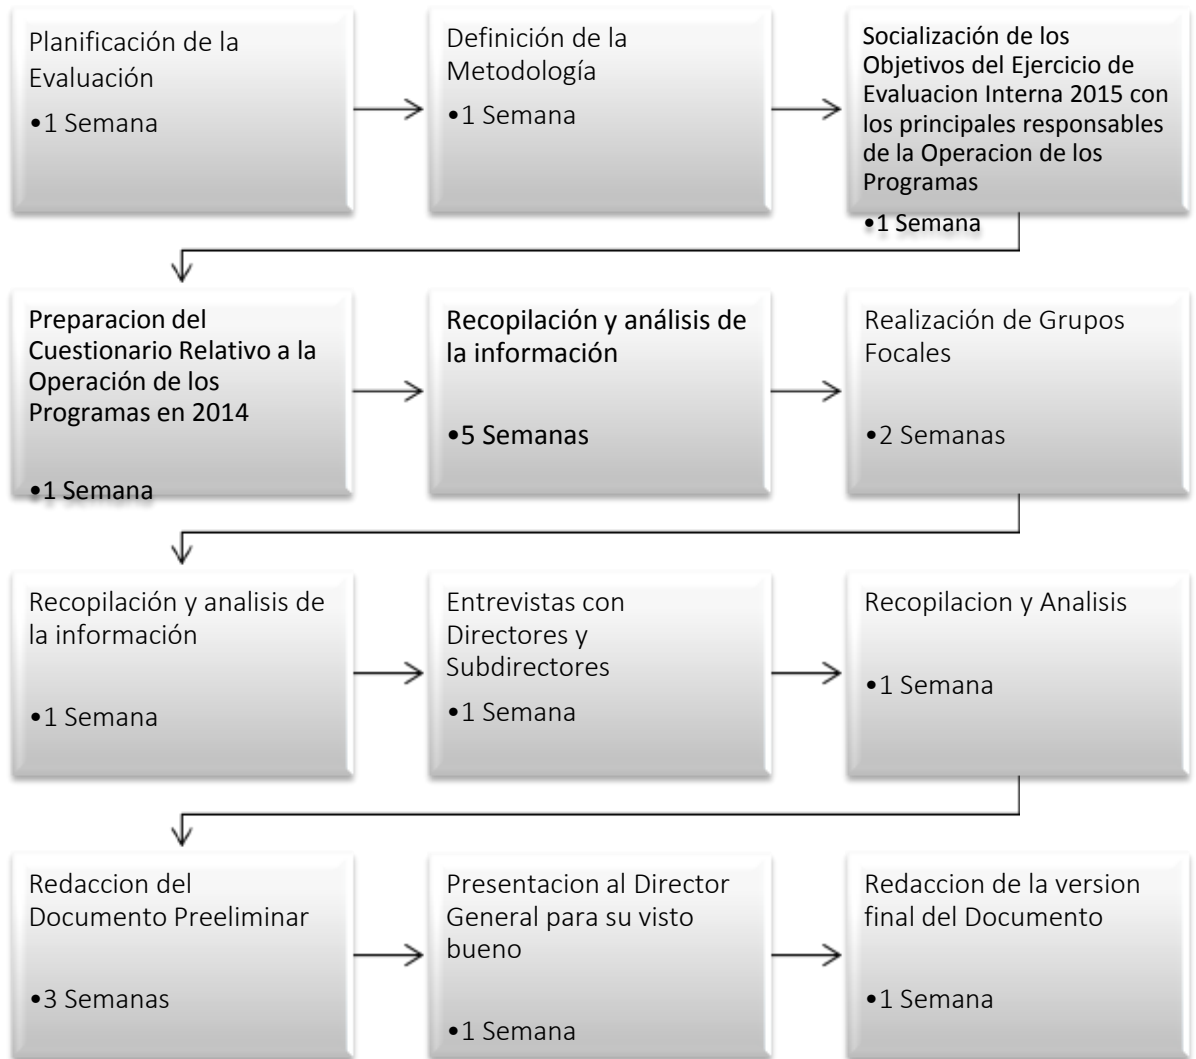 Planificación de la
Evaluación
•1 Semana
Definición de la
Metodología
•1 Semana
Socialización de los
Objetivos del Ejercicio de
Evaluacion Interna 2015 con
los principales responsables
de la Operacion de los
Programas
•1 Semana
Preparacion del
Cuestionario Relativo a la
Operación de los
Programas en 2014
•1 Semana
Recopilación y análisis de
la información
•5 Semanas
Realización de Grupos
Focales
•2 Semanas
Recopilación y analisis de
la información
•1 Semana
Entrevistas con
Directores y
Subdirectores
•1 Semana
Recopilacion y Analisis
•1 Semana
Redaccion del
Documento Preeliminar
•3 Semanas
Presentacion al Director
General para su visto
bueno
•1 Semana
Redaccion de la version
final del Documento
•1 Semana